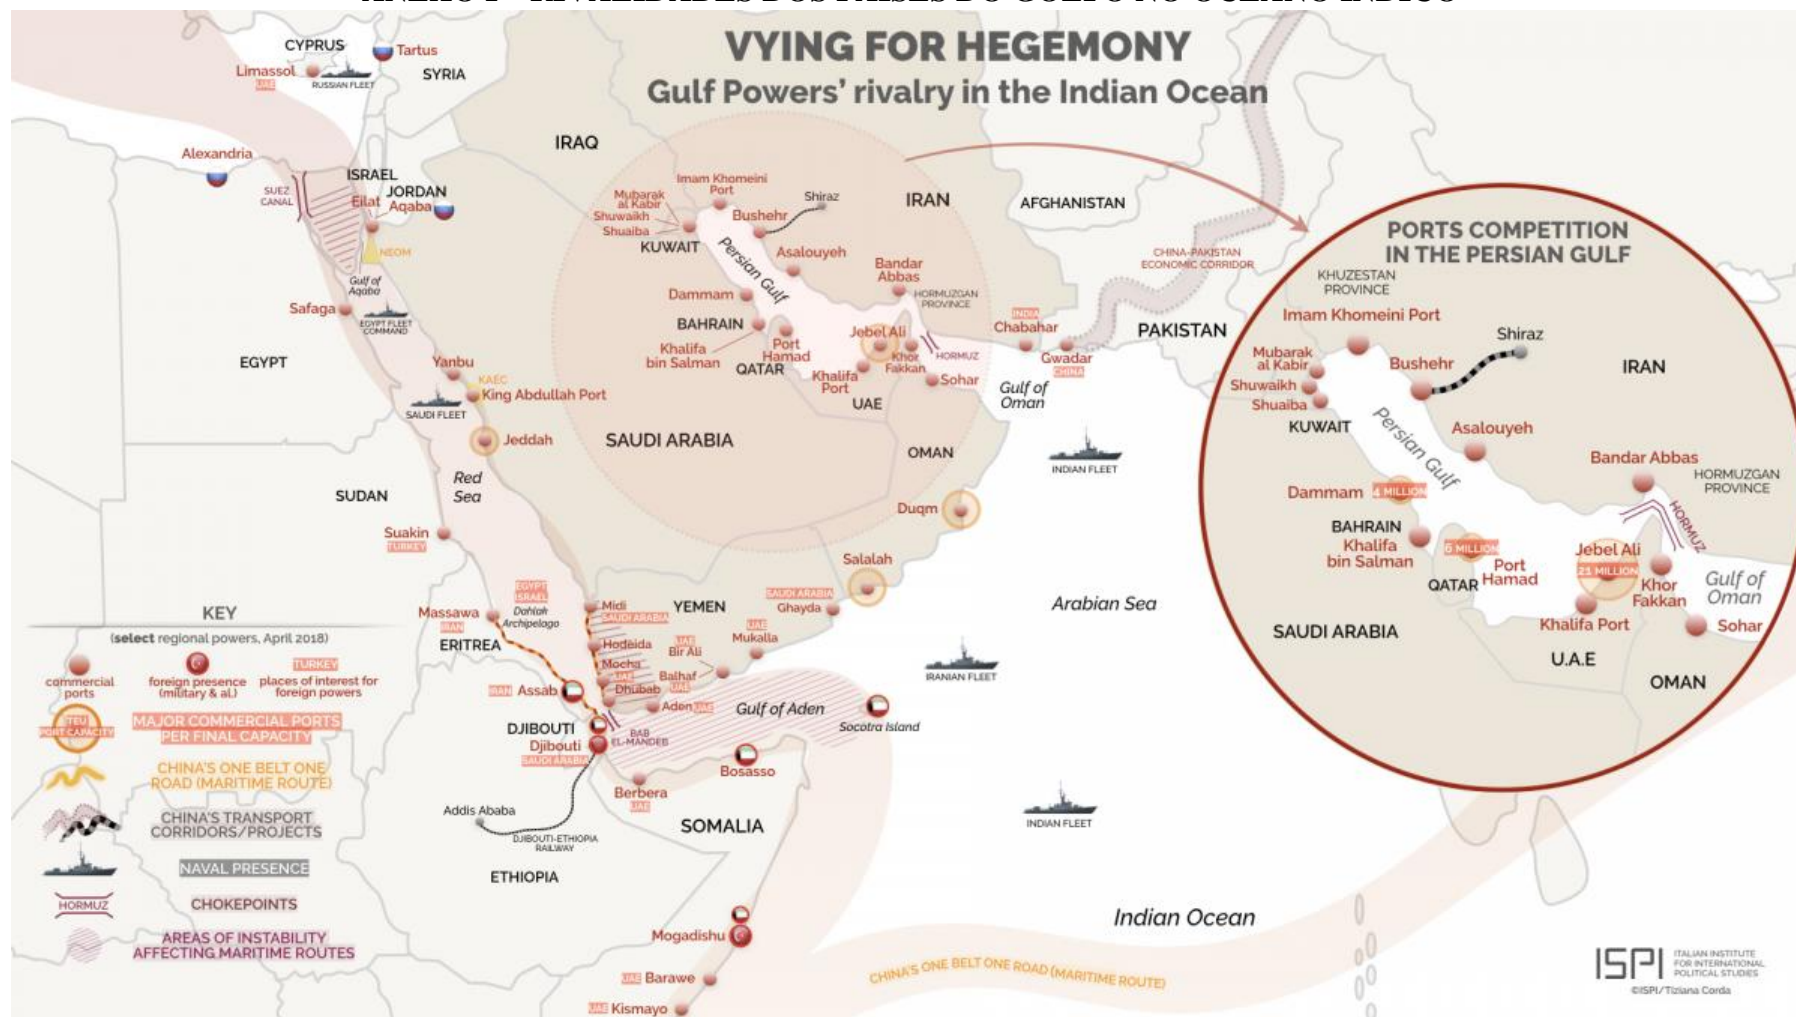 VYING FOR HEGEMONY
Gulf Powers' rivalry in the Indian Ocean
CYPRUS
Limassol
UAE
RUSSIAN FLEET
Tartus
SYRIA
IRAQ
Alexandria
SUEZ
CANAL
ISRAEL
JORDAN
Eilat
Aqaba
NEOM
Gulf of
Aqaba
Safaga
EGYPT FLEET
COMMAND
EGYPT
Yanbu
KAEC
King Abdullah Port
SAUDI FLEET
Jeddah
Red
Sea
SUDAN
Suakin
TURKEY
Imam Khomeini
Port
Mubarak
al Kabir
Shuwaikh
Shuaiba
KUWAIT
Bushehr
Shiraz
IRAN
Persian Gulf
Asalouyeh
Bandar
Abbas
HORMUZGAN
PROVINCE
Dammam
BAHRAIN
Khalifa
bin Salman
Port
Hamad
QATAR
Jebel Ali
Khor
Fakkan
HORMUZ
Khalifa
Port
Sohar
UAE
SAUDI ARABIA
OMAN
AFGHANISTAN
CHINA-PAKISTAN
ECONOMIC CORRIDOR
INDIA
Chabahar
Gwadar
CHINA
PAKISTAN
Gulf of
Oman
INDIAN FLEET
Duqm
Salalah
SAUDI ARABIA
Ghayda
YEMEN
UAE
Mukalla
UAE
Bir Ali
Balhaf
UAE
Aden
UAE
Midi
SAUDI ARABIA
Hodeida
Mocha
UAE
Dhubab
EGYPT
ISRAEL
Dahlak
Archipelago
Massawa
IRAN
ERITREA
IRAN
Assab
DJIBOUTI
Djibouti
SAUDI ARABIA
BAB
EL-MANDEB
Gulf of Aden
Socotra Island
Bosasso
Berbera
UAE
Addis Ababa
DJIBOUTI-ETHIOPIA
RAILWAY
ETHIOPIA
SOMALIA
Mogadishu
UAE
Barawe
UAE
Kismayo
Arabian Sea
IRANIAN FLEET
INDIAN FLEET
Indian Ocean
CHINA'S ONE BELT ONE ROAD (MARITIME ROUTE)
PORTS COMPETITION
IN THE PERSIAN GULF
KHUZESTAN
PROVINCE
Imam Khomeini Port
Shiraz
Mubarak
al Kabir
Bushehr
IRAN
Shuwaikh
Shuaiba
KUWAIT
Persian Gulf
Asalouyeh
Bandar Abbas
HORMUZGAN
PROVINCE
HORMUZ
Dammam
4 MILLION
BAHRAIN
Khalifa
bin Salman
6 MILLION
Port
Hamad
QATAR
Jebel Ali
21 MILLION
Khor
Fakkan
Gulf of
Oman
Khalifa Port
Sohar
SAUDI ARABIA
U.A.E
OMAN
KEY
(select regional powers, April 2018)
commercial
ports
foreign presence
(military & al.)
TURKEY
places of interest for
foreign powers
TEU
PORT CAPACITY
MAJOR COMMERCIAL PORTS
PER FINAL CAPACITY
CHINA'S ONE BELT ONE
ROAD (MARITIME ROUTE)
CHINA'S TRANSPORT
CORRIDORS/PROJECTS
NAVAL PRESENCE
HORMUZ
CHOKEPOINTS
AREAS OF INSTABILITY
AFFECTING MARITIME ROUTES
ISPI
ITALIAN INSTITUTE
FOR INTERNATIONAL
POLITICAL STUDIES
©ISPI/Tiziana Corda